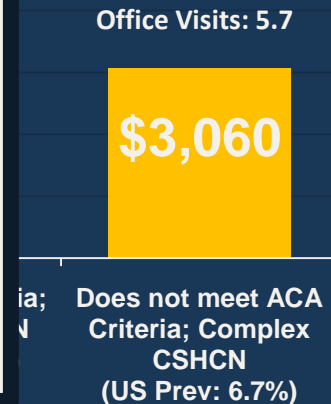 Office Visits: 5.7
$3,060
Does not meet ACA
Criteria; Complex
CSHCN
(US Prev: 6.7%)